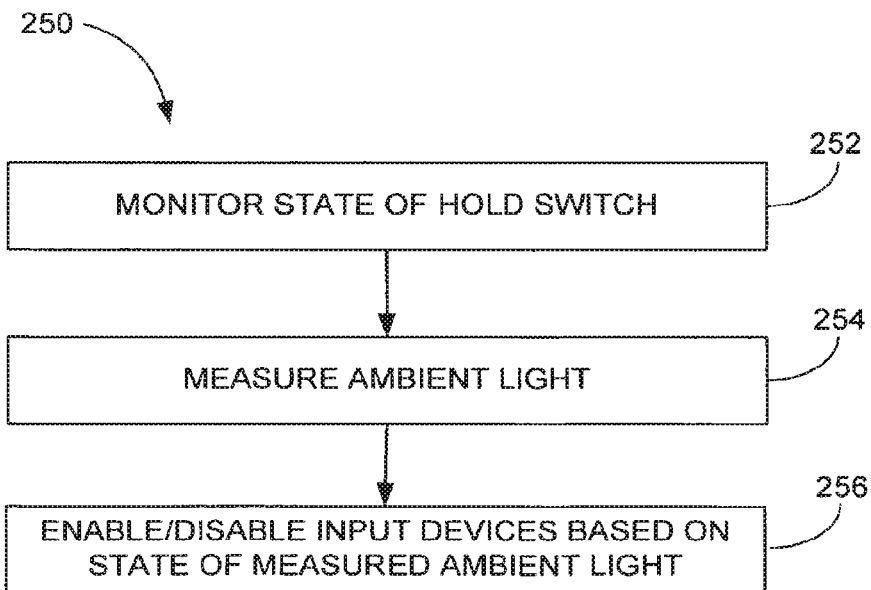 250
252
MONITOR STATE OF HOLD SWITCH
254
MEASURE AMBIENT LIGHT
256
ENABLE/DISABLE INPUT DEVICES BASED ON
STATE OF MEASURED AMBIENT LIGHT